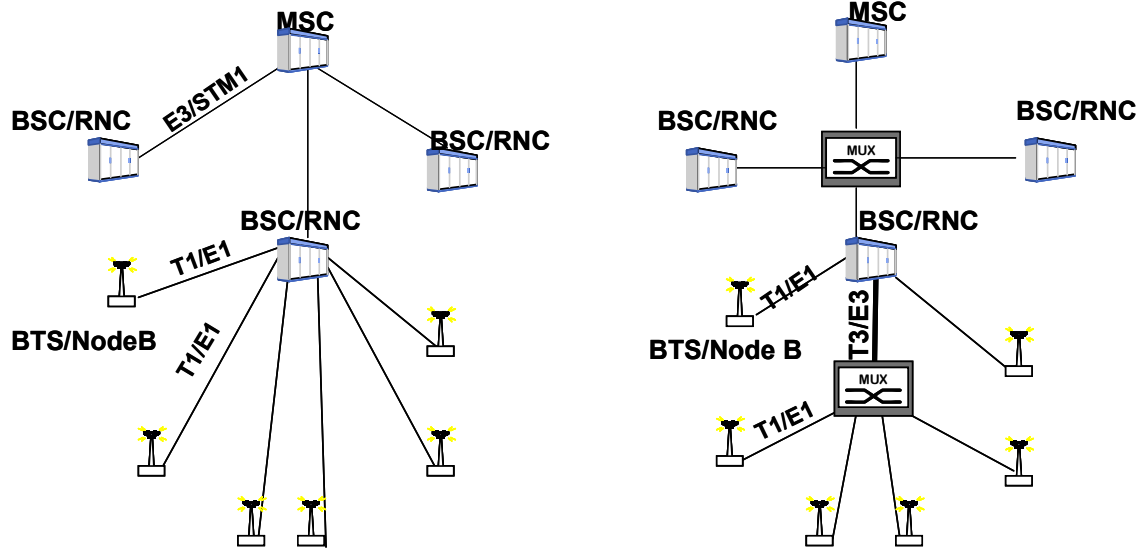 MSC
E3/STM1
BSC/RNC
BSC/RNC
BSC/RNC
T1/E1
BTS/NodeB
T1/E1
MSC
BSC/RNC
BSC/RNC
MUX
BSC/RNC
T1/E1
T3/E3
BTS/Node B
MUX
T1/E1